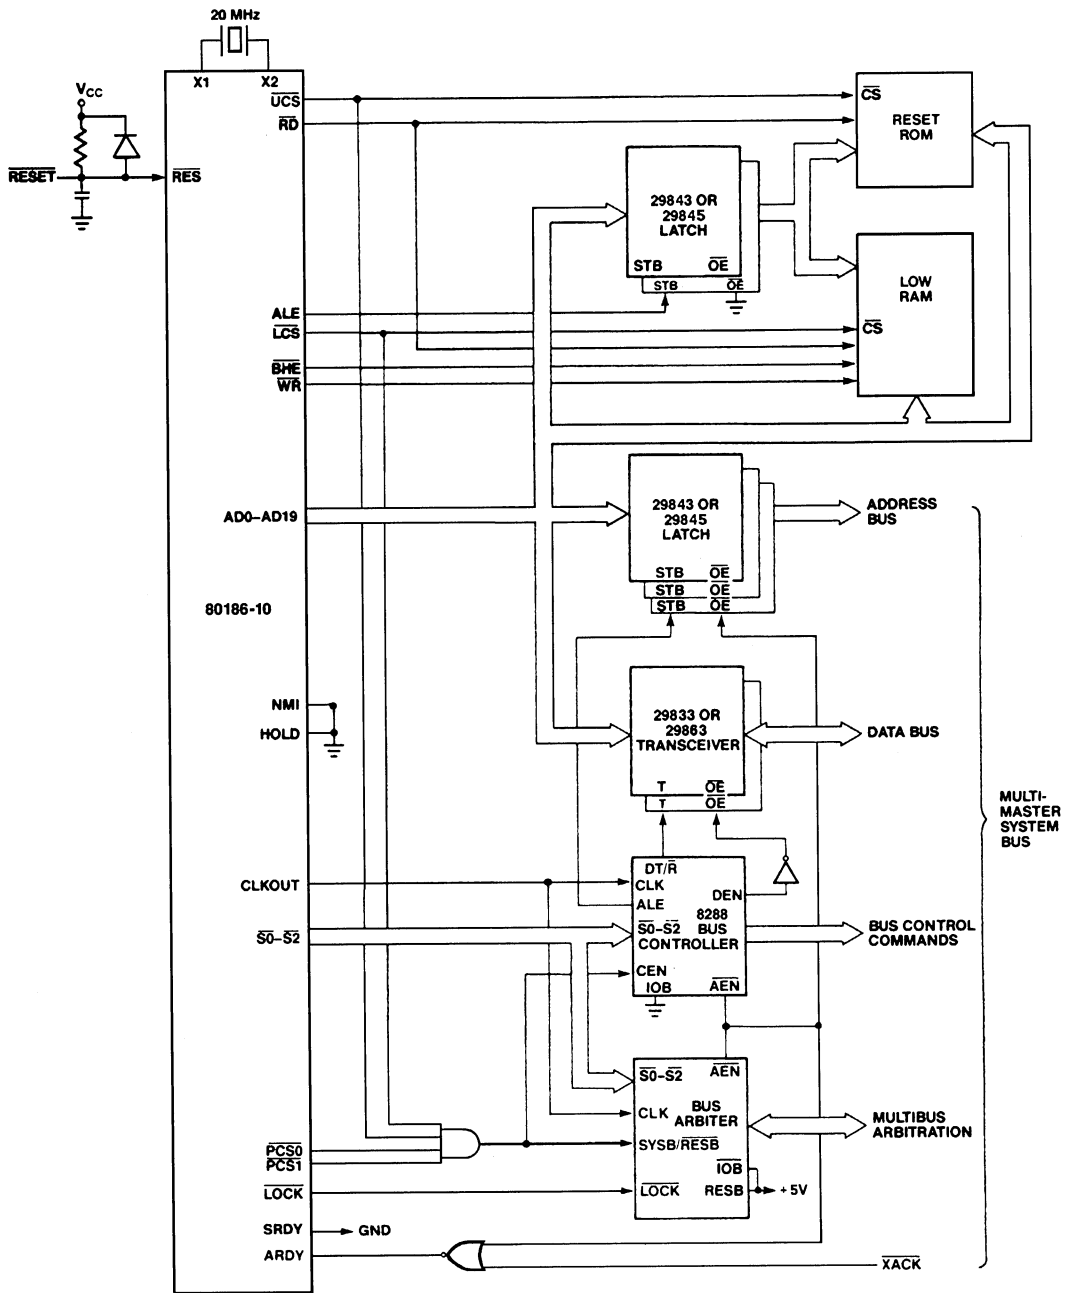 20 MHz
X1 X2
VCC
RESET
RES
UCS
RD
CS
RESET
ROM
29843 OR
29845
LATCH
STB OE
STB OE
LOW
RAM
CS
ALE
LCS
BHE
WR
AD0–AD19
29843 OR
29845
LATCH
STB OE
STB OE
STB OE
ADDRESS
BUS
80186-10
NMI
HOLD
29833 OR
29863
TRANSCEIVER
T OE
T OE
DATA BUS
MULTI-
MASTER
SYSTEM
BUS
CLKOUT
S0–S2
DT/R
CLK
ALE
DEN
S0–S2 8288
BUS
CONTROLLER
CEN
IOB
AEN
BUS CONTROL
COMMANDS
S0–S2
AEN
CLK
BUS
ARBITER
SYSB/RESB
IOB
LOCK
RESB
+ 5V
MULTIBUS
ARBITRATION
PCS0
PCS1
LOCK
SRDY
GND
ARDY
XACK